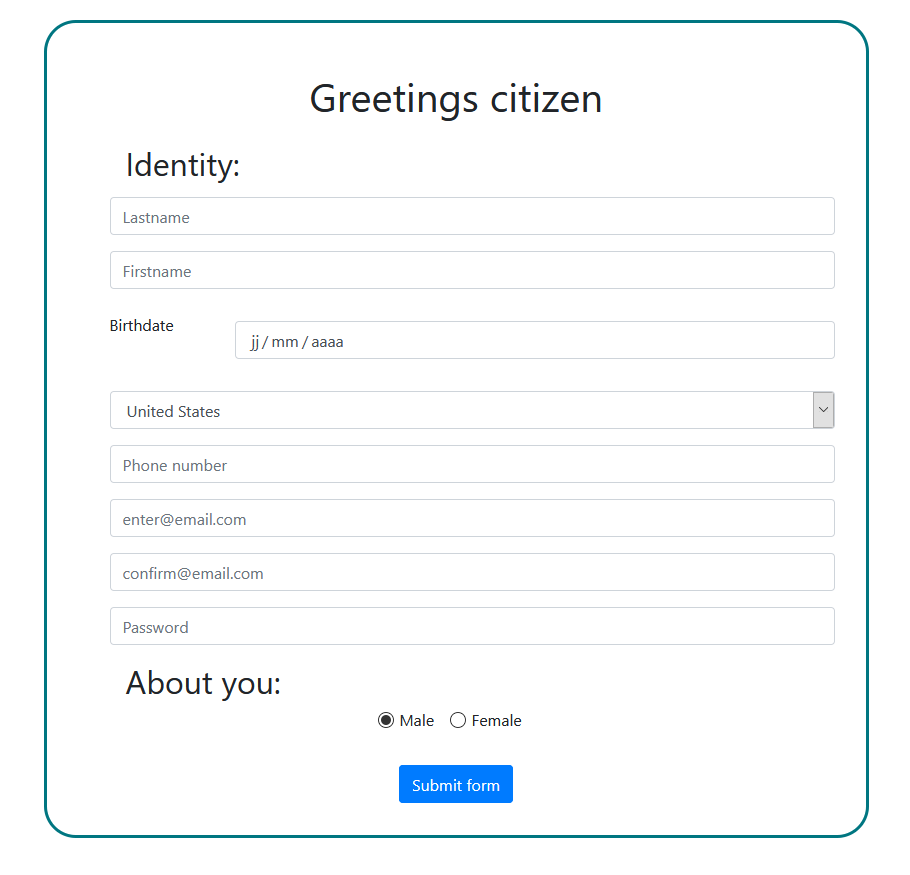 Greetings citizen
Identity:
Lastname
Firstname
Birthdate
jj / mm / aaaa
United States
Phone number
enter@email.com
confirm@email.com
Password
About you:
Male Female
Submit form